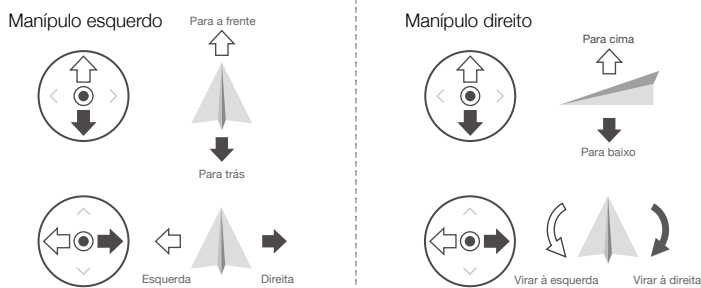 Manípulo esquerdo
Para a frente
Para trás
Esquerda
Direita
Manípulo direito
Para cima
Para baixo
Virar à esquerda
Virar à direita